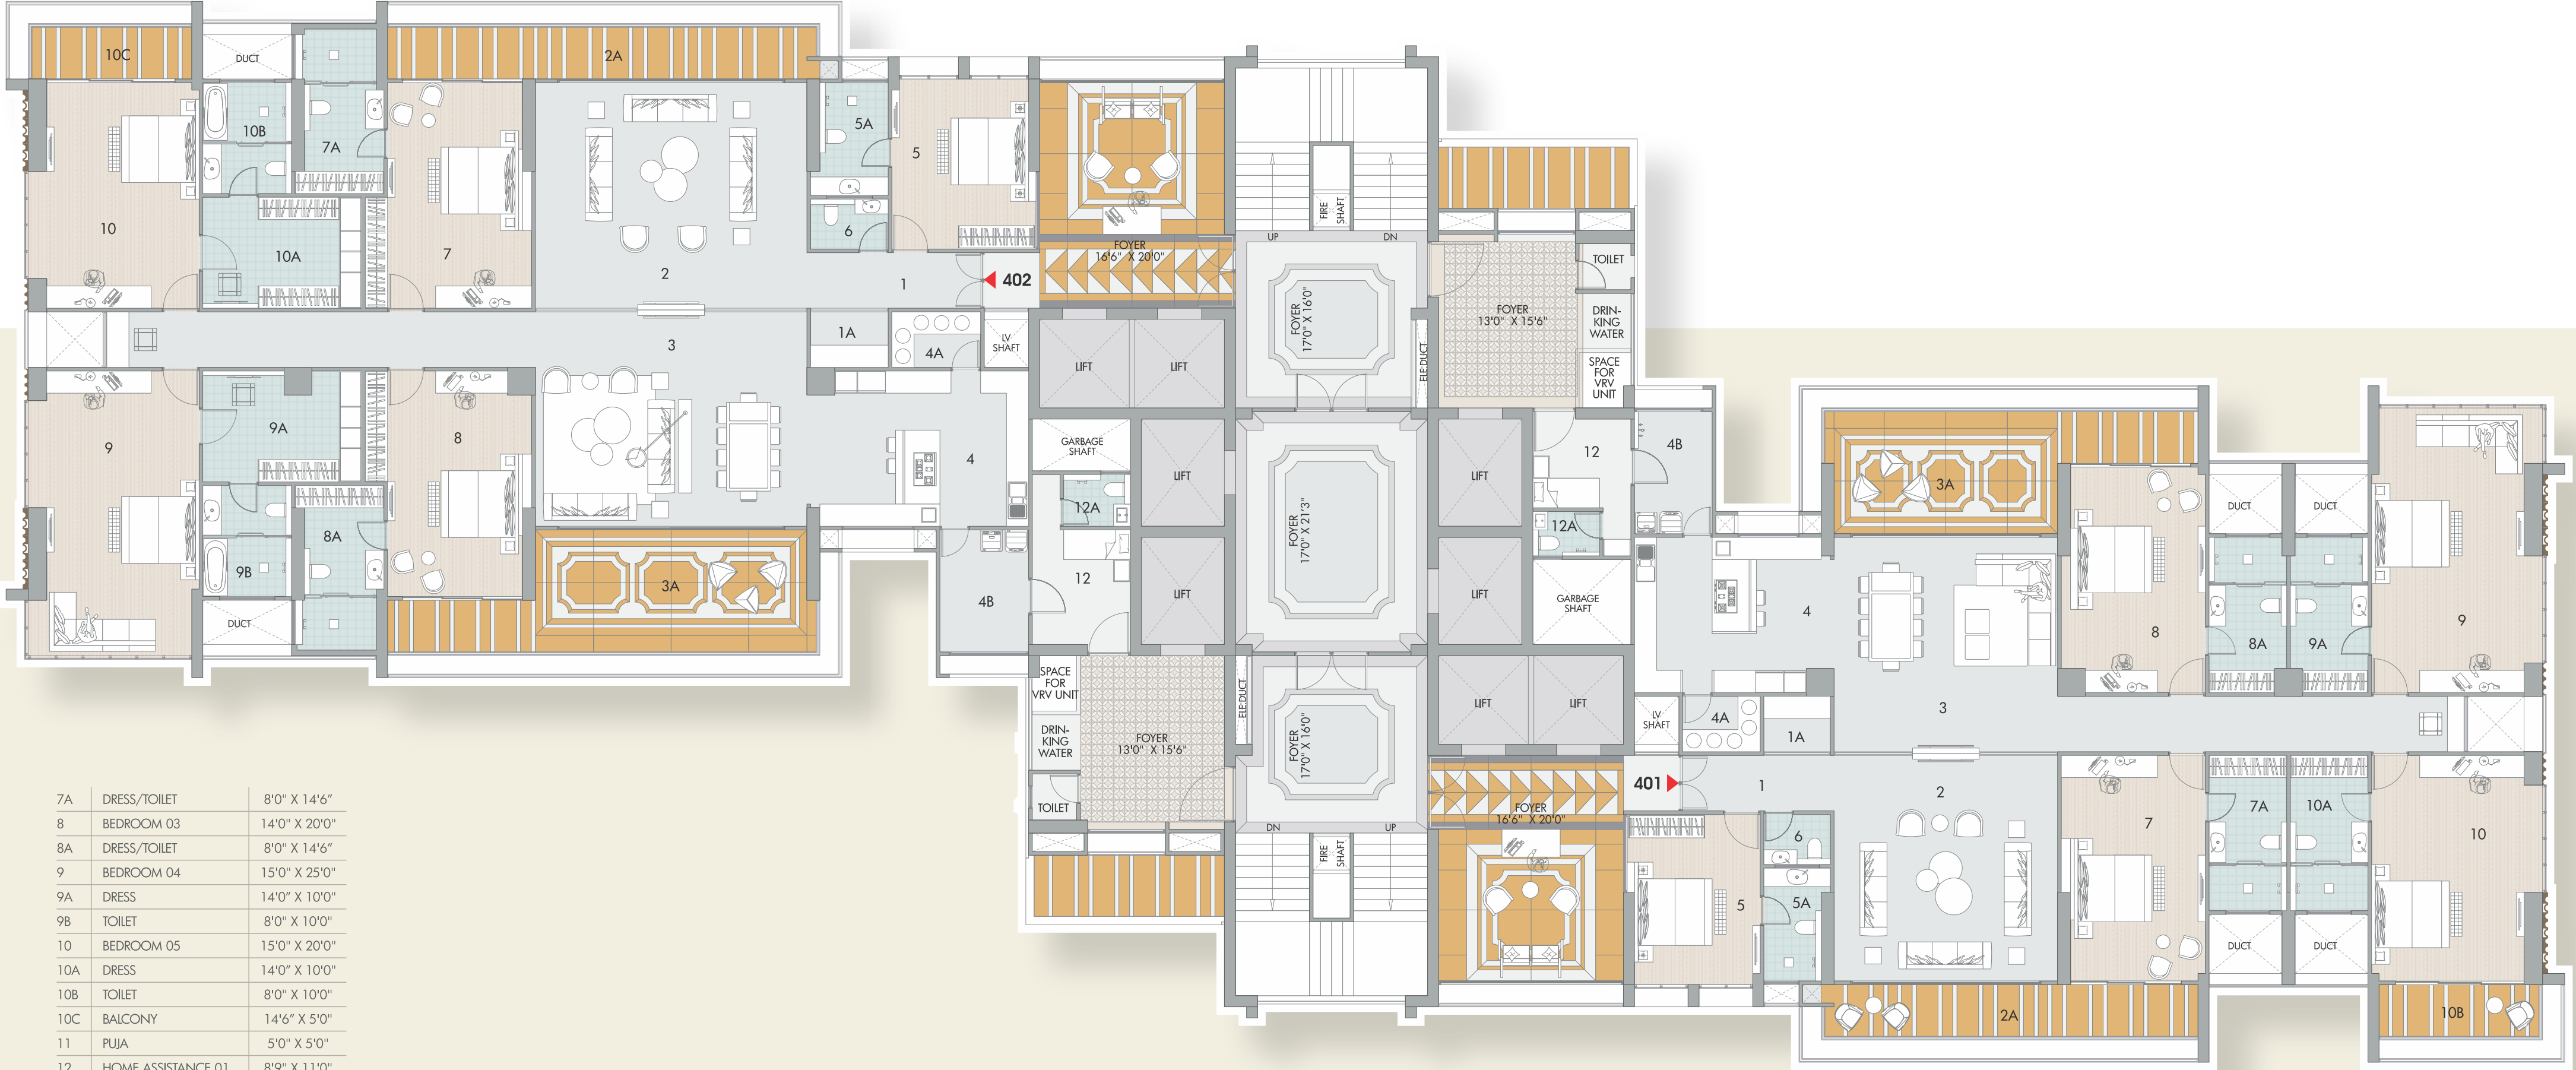 10C
DUCT
2A
10B
7A
5A
5
10
10A
7
2
6
1
402
FOYER
16'6" X 20'0"
UP
DN
FIRE
SHAFT
FOYER
17'0" X 16'0"
FOYER
13'0" X 15'6"
TOILET
DRIN-
KING
WATER
SPACE
FOR
VRV
UNIT
ELE:DUCT
3
1A
4A
LV
SHAFT
LIFT
LIFT
9
9A
8
4
GARBAGE
SHAFT
LIFT
12A
12
4B
9B
8A
3A
DUCT
LIFT
FOYER
17'0" X 21'3"
LIFT
LIFT
12
4B
12A
GARBAGE
SHAFT
3A
DUCT
DUCT
4
8
8A
9A
9
SPACE
FOR
VRV UNIT
DRIN-
KING
WATER
TOILET
FOYER
13'0" X 15'6"
ELE:DUCT
FOYER
17'0" X 16'0"
DN
UP
FIRE
SHAFT
LIFT
LIFT
LV
SHAFT
4A
1A
3
401
1
2
FOYER
16'6" X 20'0"
6
5
5A
7
7A
10A
10
DUCT
DUCT
2A
10B
7A DRESS/TOILET 8'0" X 14'6”
8 BEDROOM 03 14'0" X 20'0"
8A DRESS/TOILET 8'0" X 14'6”
9 BEDROOM 04 15'0" X 25'0"
9A DRESS 14'0” X 10'0"
9B TOILET 8'0" X 10'0"
10 BEDROOM 05 15'0" X 20'0"
10A DRESS 14'0” X 10'0"
10B TOILET 8'0" X 10'0"
10C BALCONY 14'6” X 5'0"
11 PUJA 5'0" X 5'0"
12 HOME ASSISTANCE 01 8'9" X 11'0"